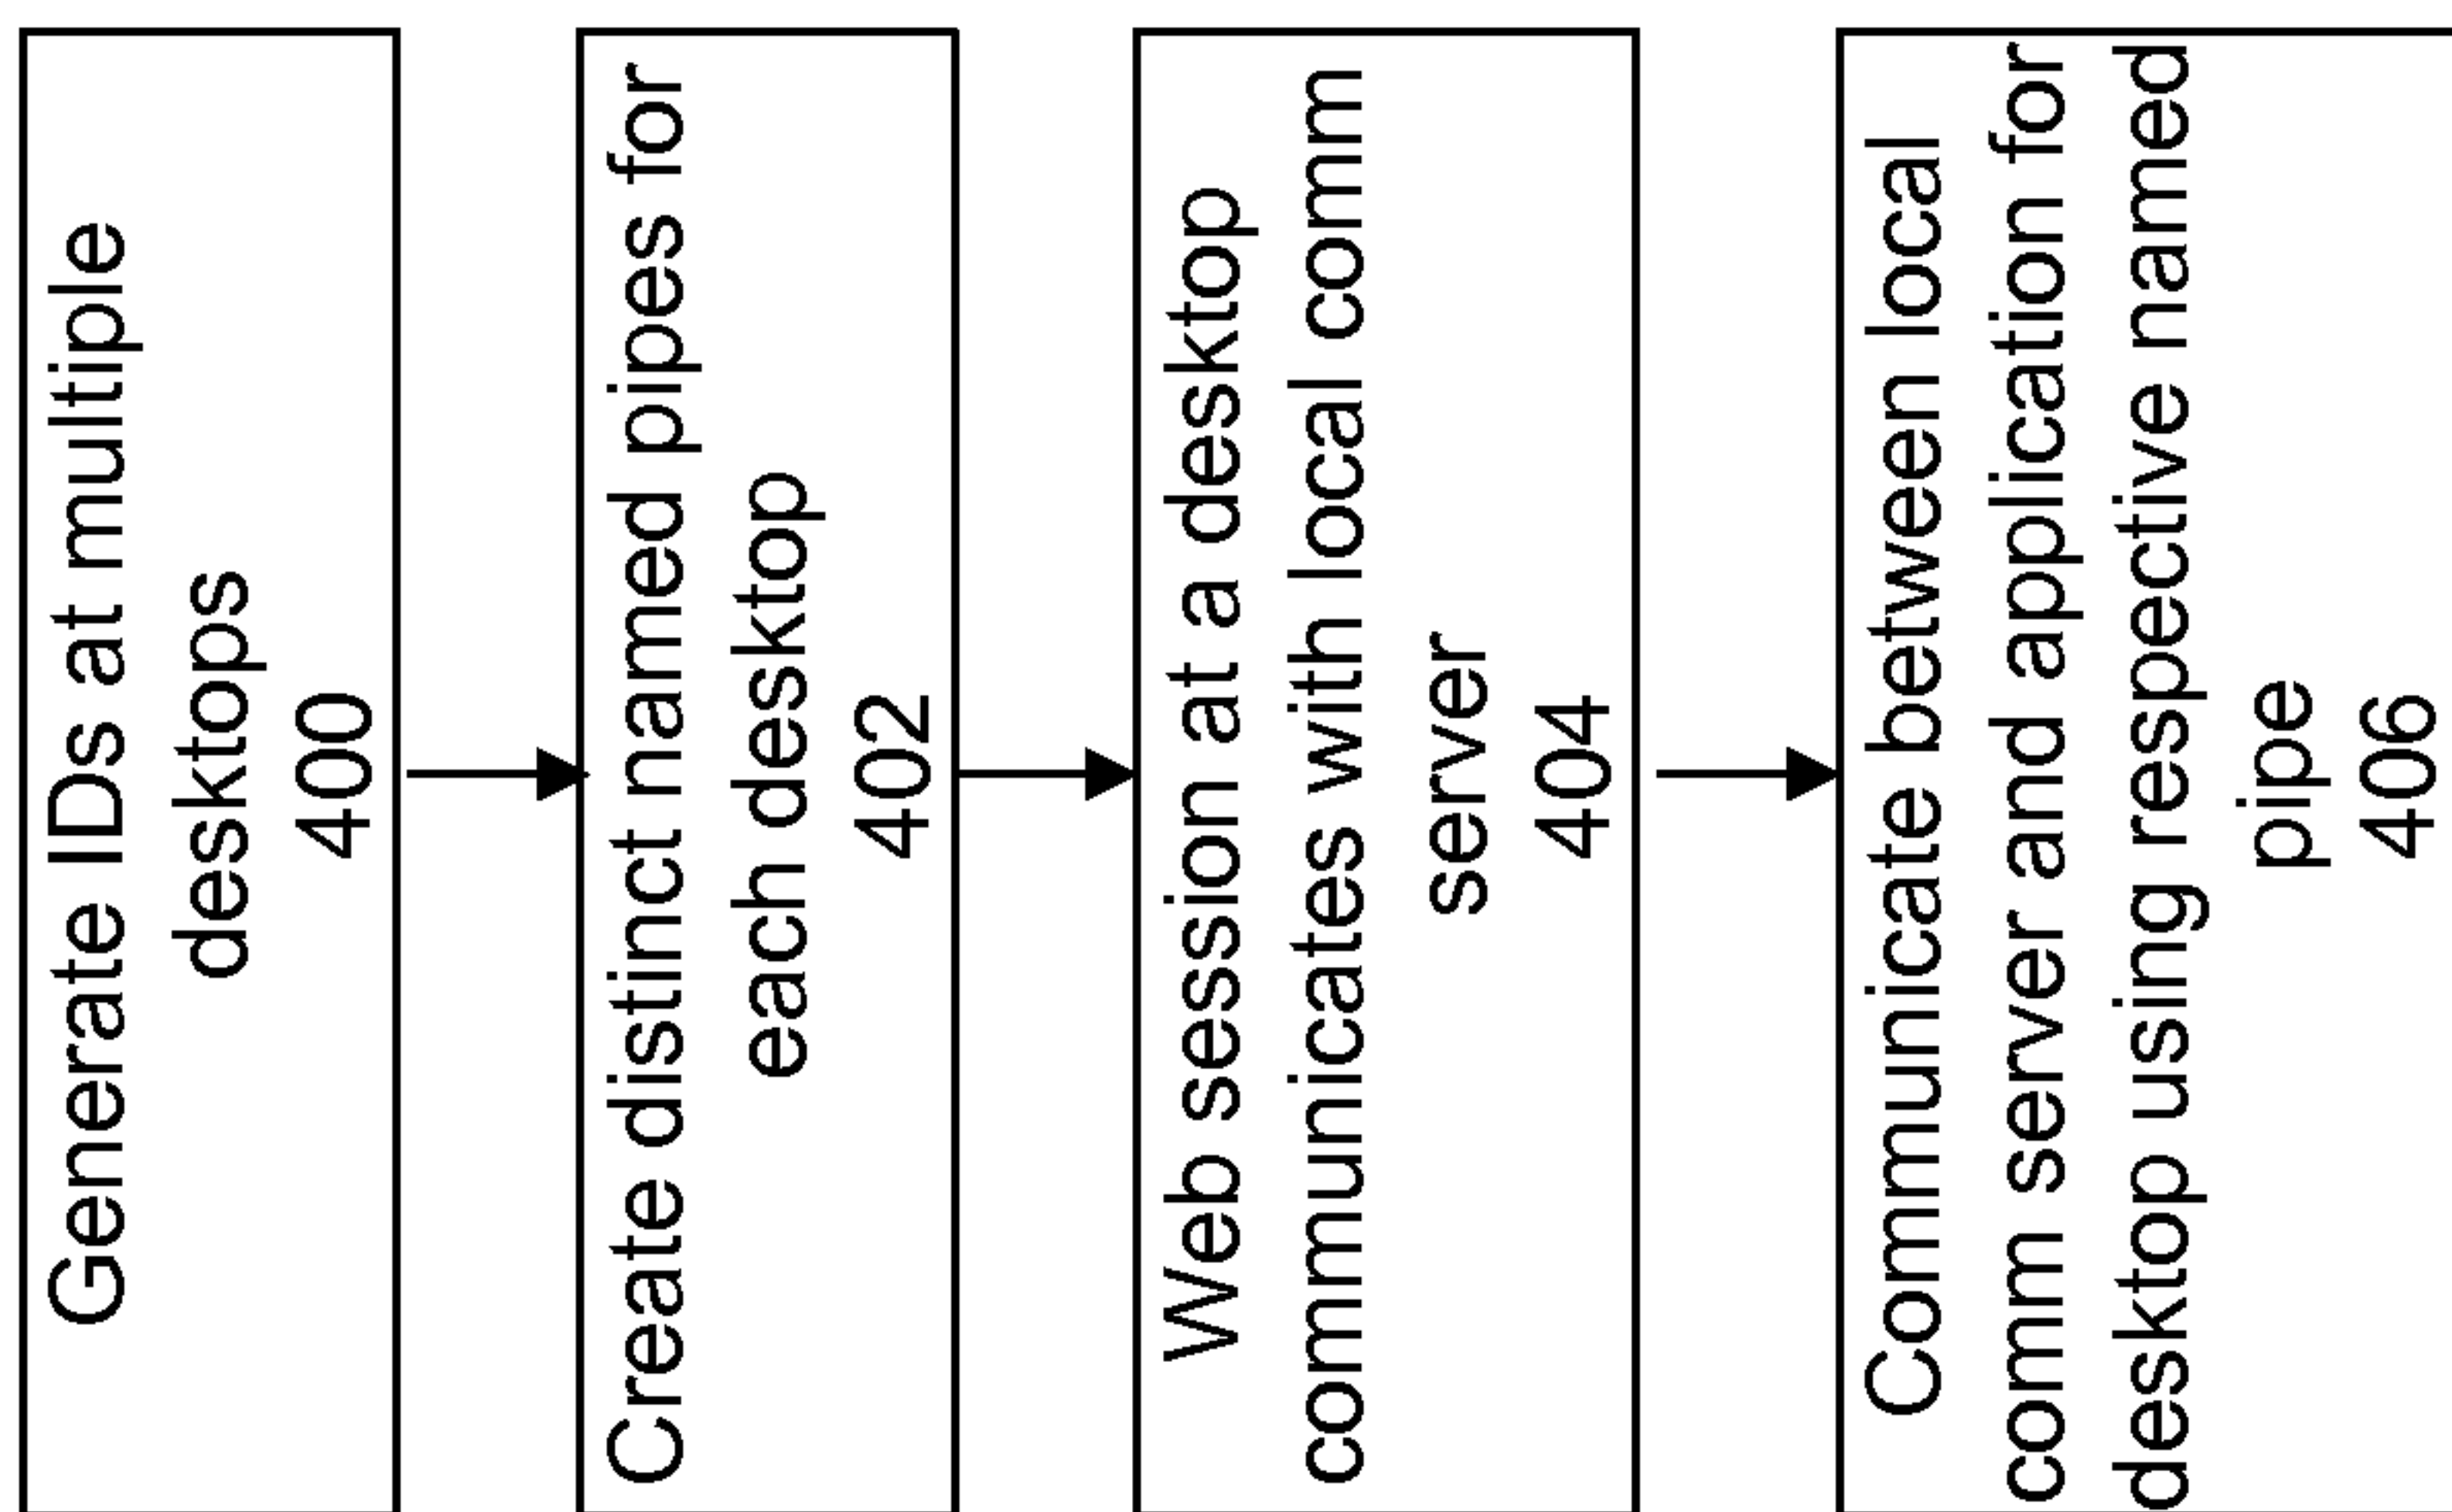 Generate IDs at multiple
desktops
400
Create distinct named pipes for
each desktop
402
Web session at a desktop
communicates with local comm
server
404
Communicate between local
comm server and application for
desktop using respective named
pipe
406